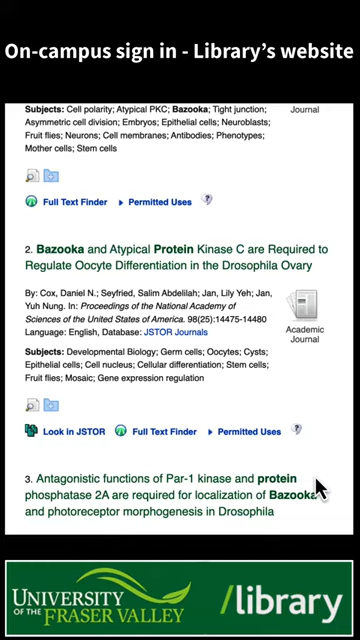 On-campus sign in - Library's website
Subjects: Cell polarity; Atypical PKC; Bazooka; Tight junction;
Asymmetric cell division; Embryos; Epithelial cells; Neuroblasts;
Fruit flies; Neurons; Cell membranes; Antibodies; Phenotypes;
Mother cells; Stem cells
Journal
Full Text Finder Permitted Uses ?
2. Bazooka and Atypical Protein Kinase C are Required to
Regulate Oocyte Differentiation in the Drosophila Ovary
By: Cox, Daniel N.; Seyfried, Salim Abdelilah; Jan, Lily Yeh; Jan,
Yuh Nung. In: Proceedings of the National Academy of
Sciences of the United States of America. 98(25):14475-14480
Language: English, Database: JSTOR Journals
Academic
Journal
Subjects: Developmental Biology; Germ cells; Oocytes; Cysts;
Epithelial cells; Cell nucleus; Cellular differentiation; Stem cells;
Fruit flies; Mosaic; Gene expression regulation
Look in JSTOR Full Text Finder Permitted Uses ?
3. Antagonistic functions of Par-1 kinase and protein
phosphatase 2A are required for localization of Bazooka
and photoreceptor morphogenesis in Drosophila
UNIVERSITY
OF THE FRASER VALLEY
/library